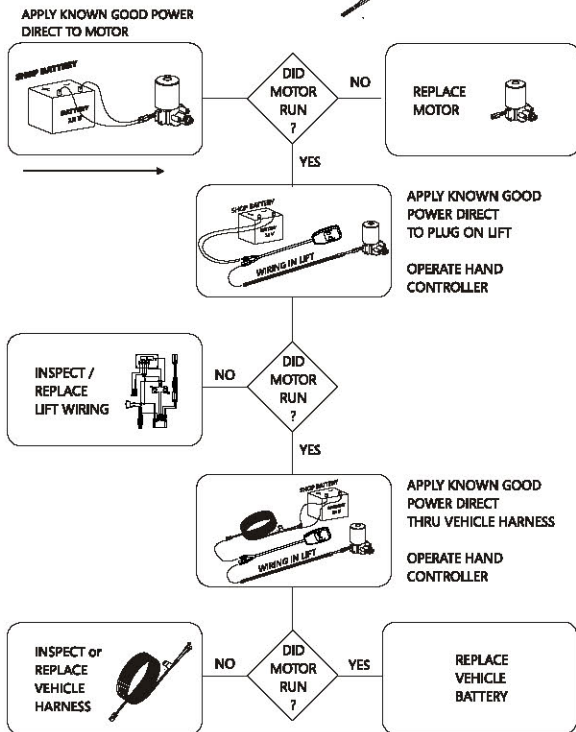 APPLY KNOWN GOOD POWER
DIRECT TO MOTOR
SHOP BATTERY
BATTERY
DID
MOTOR
RUN
?
NO
REPLACE
MOTOR
YES
SHOP BATTERY
BATTERY
WIRING IN LIFT
APPLY KNOWN GOOD
POWER DIRECT
TO PLUG ON LIFT
OPERATE HAND
CONTROLLER
INSPECT /
REPLACE
LIFT WIRING
NO
DID
MOTOR
RUN
?
YES
SHOP BATTERY
WIRING IN LIFT
APPLY KNOWN GOOD
POWER DIRECT
THRU VEHICLE HARNESS
OPERATE HAND
CONTROLLER
INSPECT or
REPLACE
VEHICLE
HARNESS
NO
DID
MOTOR
RUN
?
YES
REPLACE
VEHICLE
BATTERY